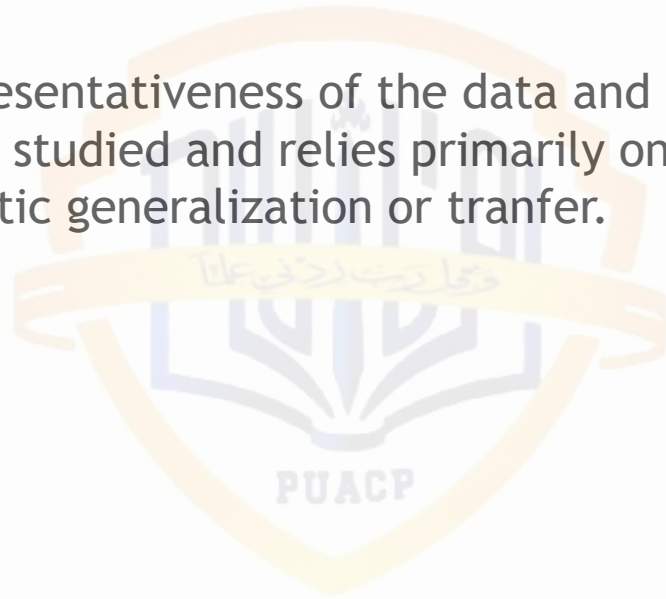 esentativeness of the data and
studied and relies primarily on
tic generalization or tranfer.
وَقُل رَّبِّ زِدْنِي عِلْمًا
PUACP